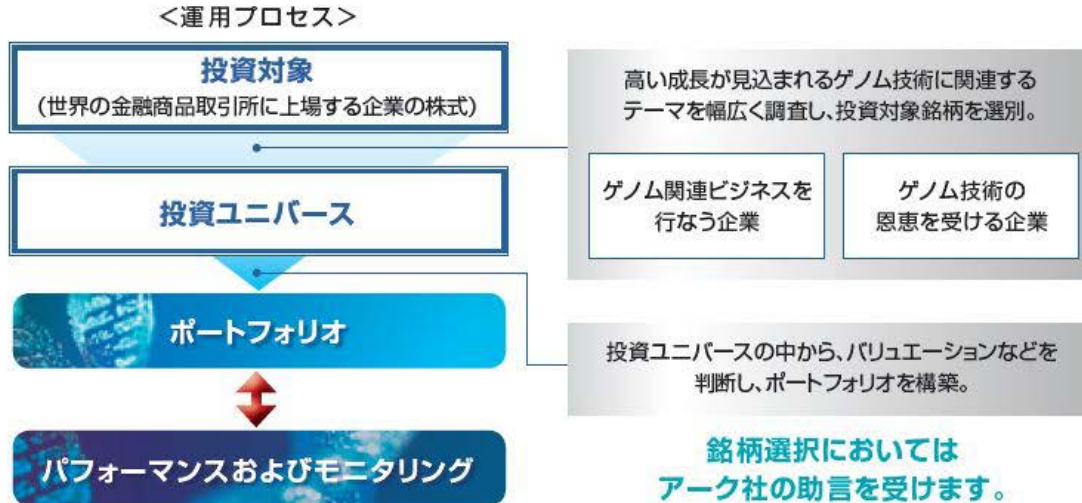 ＜運用プロセス＞
投資対象
（世界の金融商品取引所に上場する企業の株式）
投資ユニバース
ポートフォリオ
パフォーマンスおよびモニタリング
高い成長が見込まれるゲノム技術に関連する
テーマを幅広く調査し、投資対象銘柄を選別。
ゲノム関連ビジネスを
行なう企業
ゲノム技術の
恩恵を受ける企業
投資ユニバースの中から、バリュエーションなどを
判断し、ポートフォリオを構築。
銘柄選択においては
アーク社の助言を受けます。